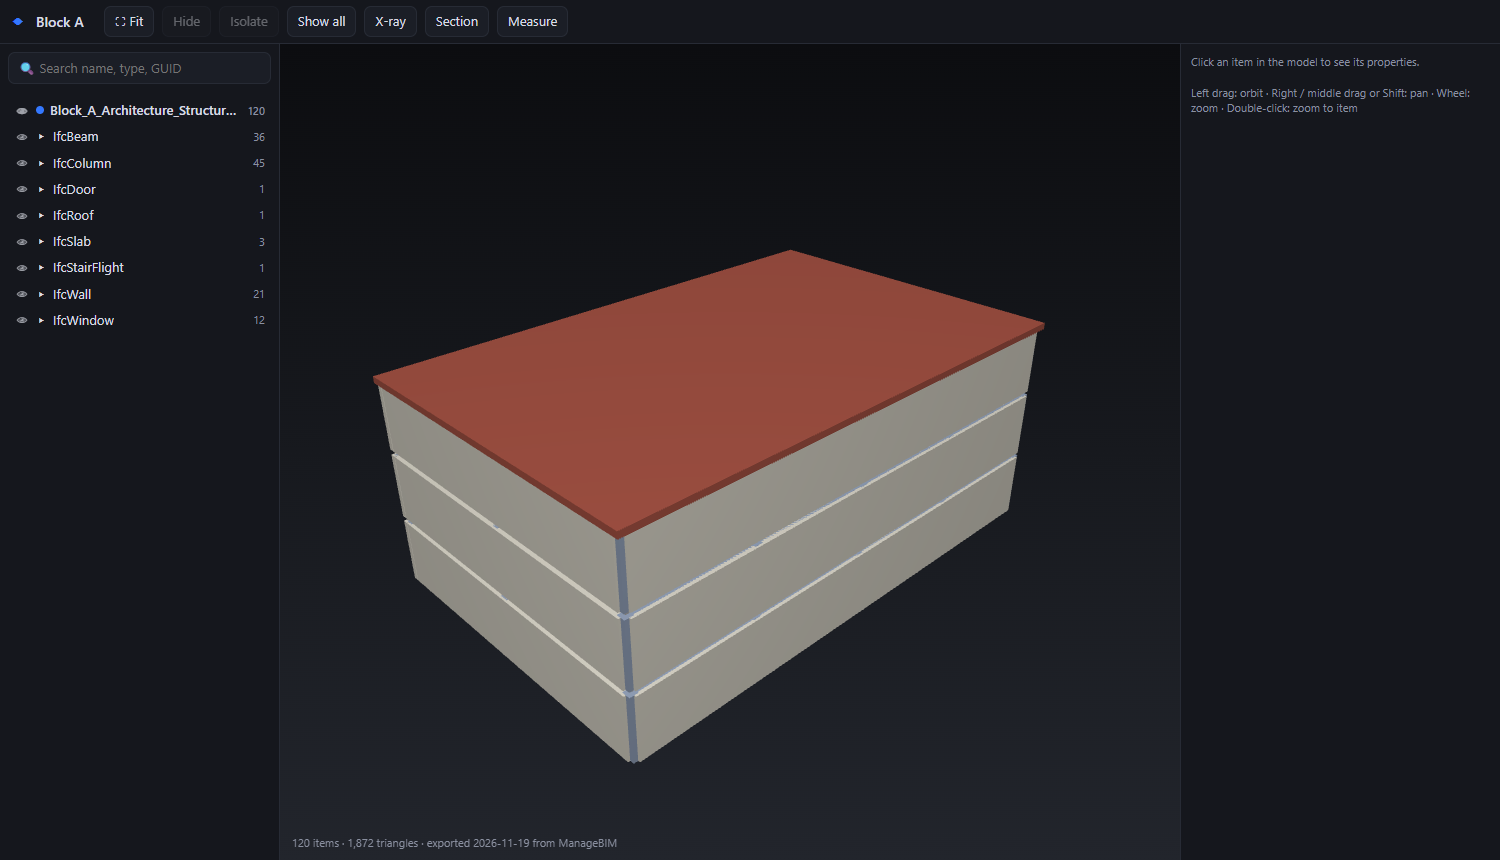 Block A
Fit
Hide
Isolate
Show all
X-ray
Section
Measure
Search name, type, GUID
Block_A_Architecture_Structur... 120
IfcBeam 36
IfcColumn 45
IfcDoor 1
IfcRoof 1
IfcSlab 3
IfcStairFlight 1
IfcWall 21
IfcWindow 12
Click an item in the model to see its properties.
Left drag: orbit · Right / middle drag or Shift: pan · Wheel:
zoom · Double-click: zoom to item
120 items · 1,872 triangles · exported 2026-11-19 from ManageBIM